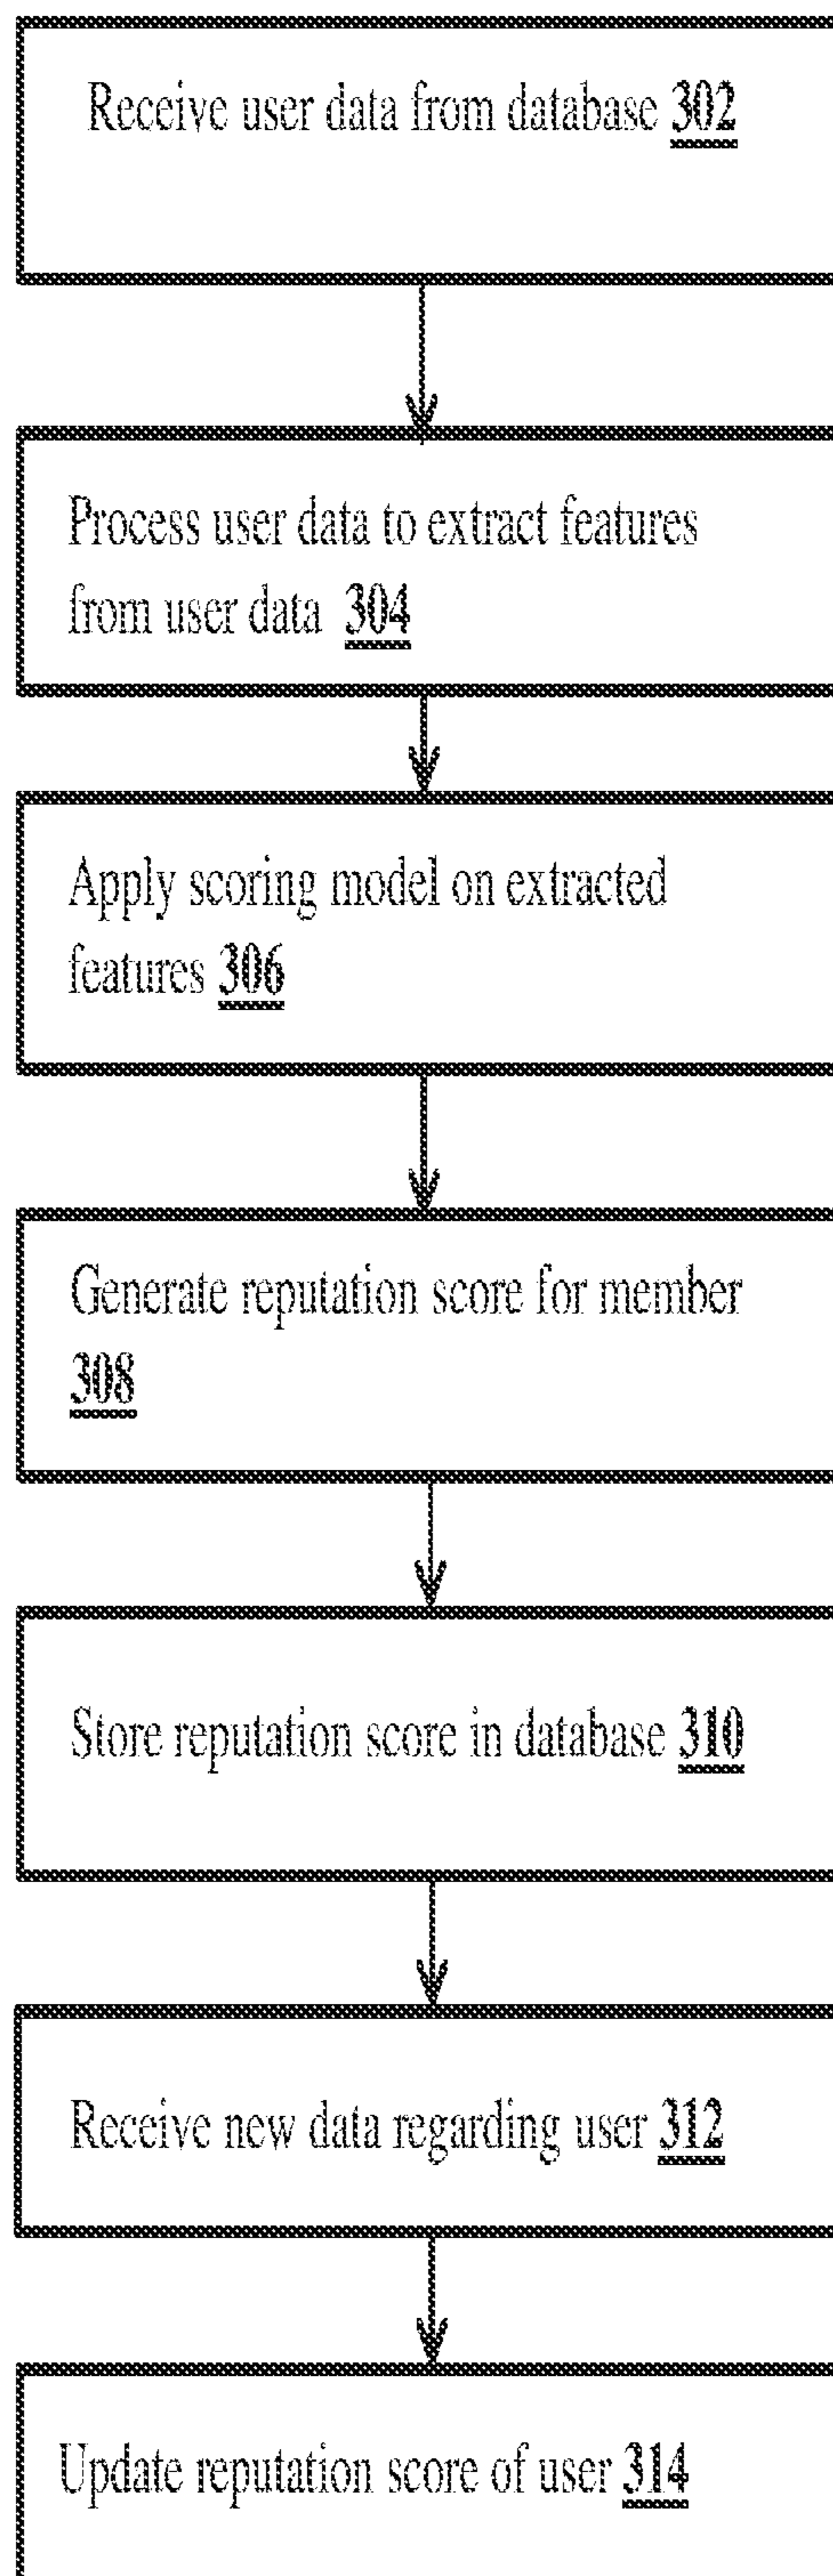 Receive user data from database 302
Process user data to extract features
from user data 304
Apply scoring model on extracted
features 306
Generate reputation score for member
308
Store reputation score in database 310
Receive new data regarding user 312
Update reputation score of user 314